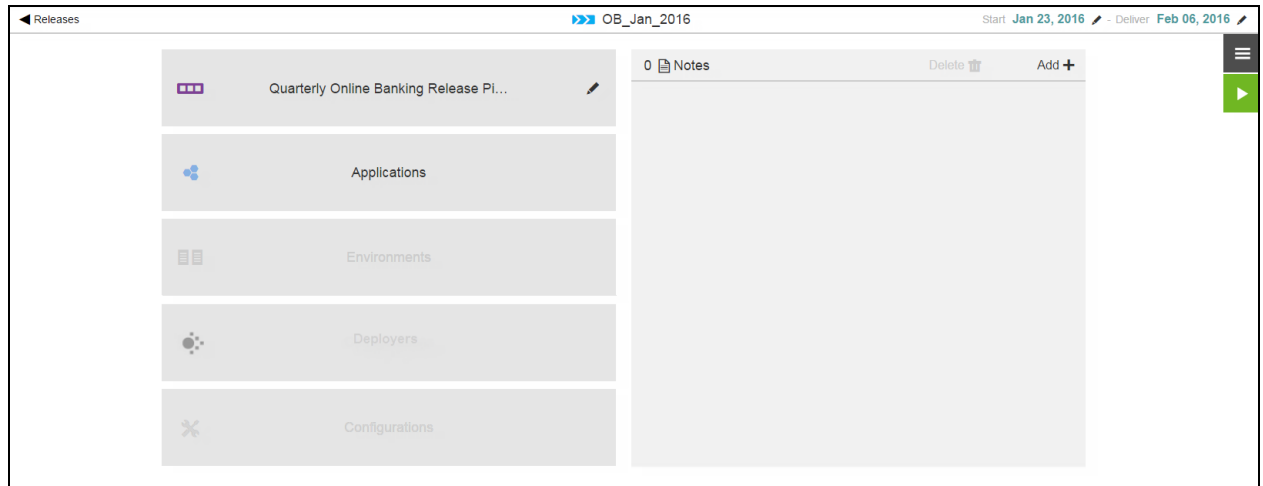 Releases
OB_Jan_2016
Start Jan 23, 2016 - Deliver Feb 06, 2016
Quarterly Online Banking Release Pi...
Applications
Environments
Deployers
Configurations
0 Notes Delete Add